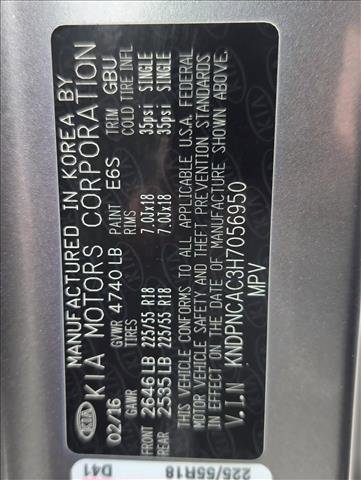 MANUFACTURED IN KOREA BY
KIA KIA MOTORS CORPORATION
02/16 GVWR 4740 LB PAINT E6S TRIM GBU
GAWR TIRES RIMS COLD TIRE INFL
FRONT 2646 LB 225/55 R18 7.0Jx18 35psi SINGLE
REAR 2535 LB 225/55 R18 7.0Jx18 35psi SINGLE
THIS VEHICLE CONFORMS TO ALL APPLICABLE U.S.A. FEDERAL
MOTOR VEHICLE SAFETY AND THEFT PREVENTION STANDARDS
IN EFFECT ON THE DATE OF MANUFACTURE SHOWN ABOVE.
V.I.N KNDPNCAC3H7056950
MPV
D41
225/55R18